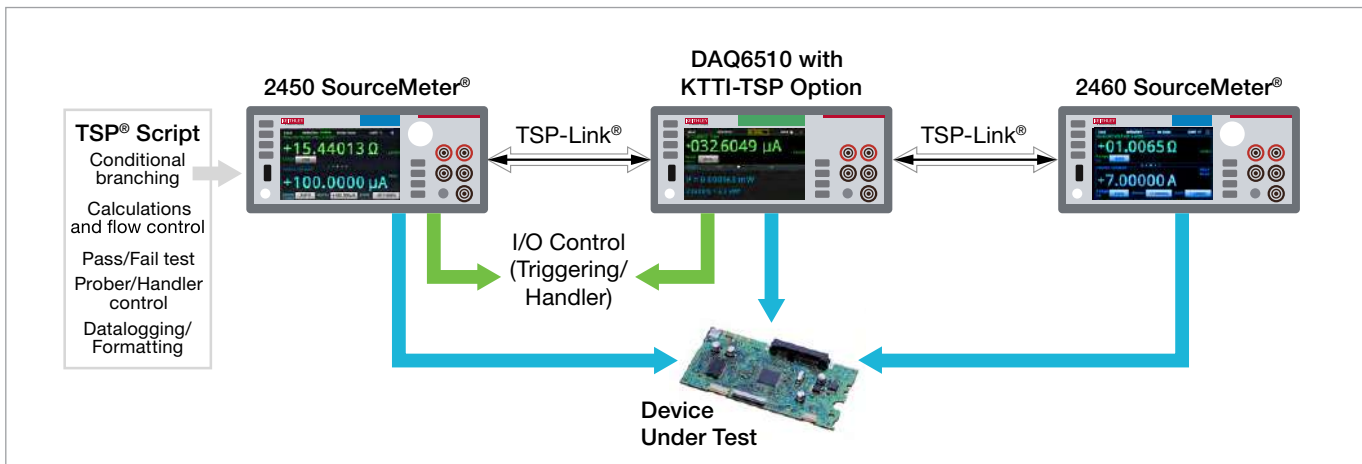 DAQ6510 with
KTTI-TSP Option
2450 SourceMeter®
2460 SourceMeter®
TSP® Script
Conditional
branching
Calculations
and flow control
Pass/Fail test
Prober/Handler
control
Datalogging/
Formatting
+15.44013 Ω
+100.0000 µA
TSP-Link®
+032.6049 µA
TSP-Link®
+01.0065 Ω
+7.00000 A
I/O Control
(Triggering/
Handler)
Device
Under Test